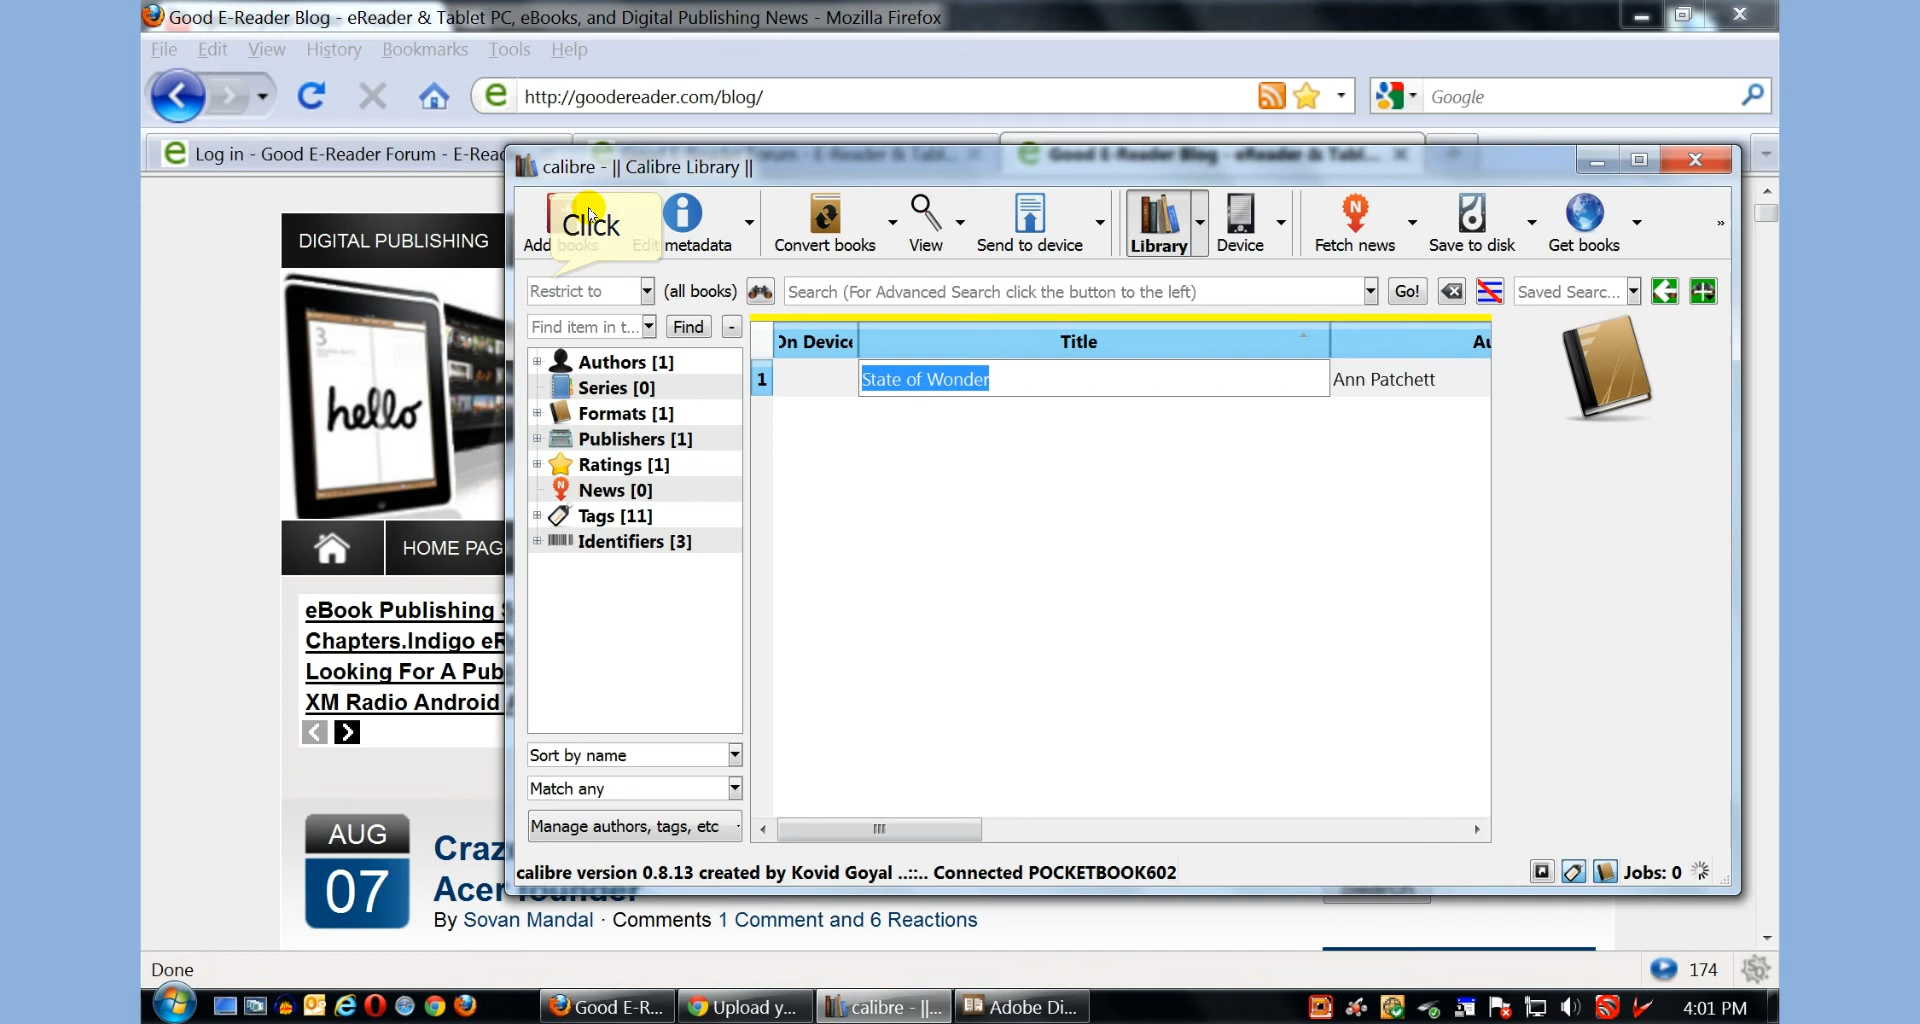 Good E-Reader Blog - eReader & Tablet PC, eBooks, and Digital Publishing News - Mozilla Firefox
File Edit View History Bookmarks Tools Help
http://goodereader.com/blog/
Google
Log in - Good E-Reader Forum - E-Read
Good E-Reader Blog - eReader & Tabl...
calibre - || Calibre Library ||
Click
Add books Edit metadata Convert books View Send to device Library Device Fetch news Save to disk Get books »
Restrict to (all books) Search (For Advanced Search click the button to the left) Go! Saved Searc...
Find item in t... Find -
On Device Title Au
1 State of Wonder Ann Patchett
Authors [1]
Series [0]
Formats [1]
Publishers [1]
Ratings [1]
News [0]
Tags [11]
Identifiers [3]
Sort by name
Match any
Manage authors, tags, etc
calibre version 0.8.13 created by Kovid Goyal ..::.. Connected POCKETBOOK602
Jobs: 0
DIGITAL PUBLISHING
hello
HOME PAG
eBook Publishing
Chapters.Indigo eR
Looking For A Pub
XM Radio Android
AUG
07
Craz
Acer founder
By Sovan Mandal · Comments 1 Comment and 6 Reactions
Done
174
Good E-R...
Upload y...
calibre - ||...
Adobe Di...
4:01 PM